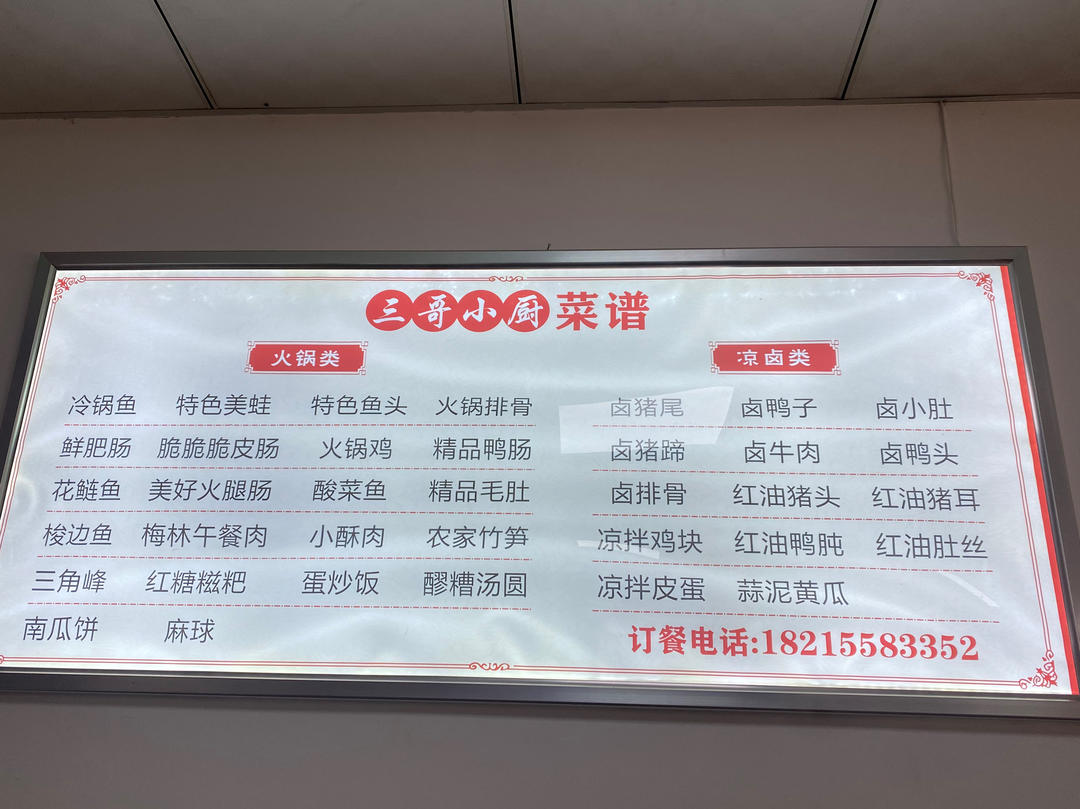 三哥小厨菜谱
火锅类
冷锅鱼 特色美蛙 特色鱼头 火锅排骨
鲜肥肠 脆脆脆皮肠 火锅鸡 精品鸭肠
花鲢鱼 美好火腿肠 酸菜鱼 精品毛肚
梭边鱼 梅林午餐肉 小酥肉 农家竹笋
三角峰 红糖糍粑 蛋炒饭 醪糟汤圆
南瓜饼 麻球
凉卤类
卤猪尾 卤鸭子 卤小肚
卤猪蹄 卤牛肉 卤鸭头
卤排骨 红油猪头 红油猪耳
凉拌鸡块 红油鸭肫 红油肚丝
凉拌皮蛋 蒜泥黄瓜
订餐电话:18215583352